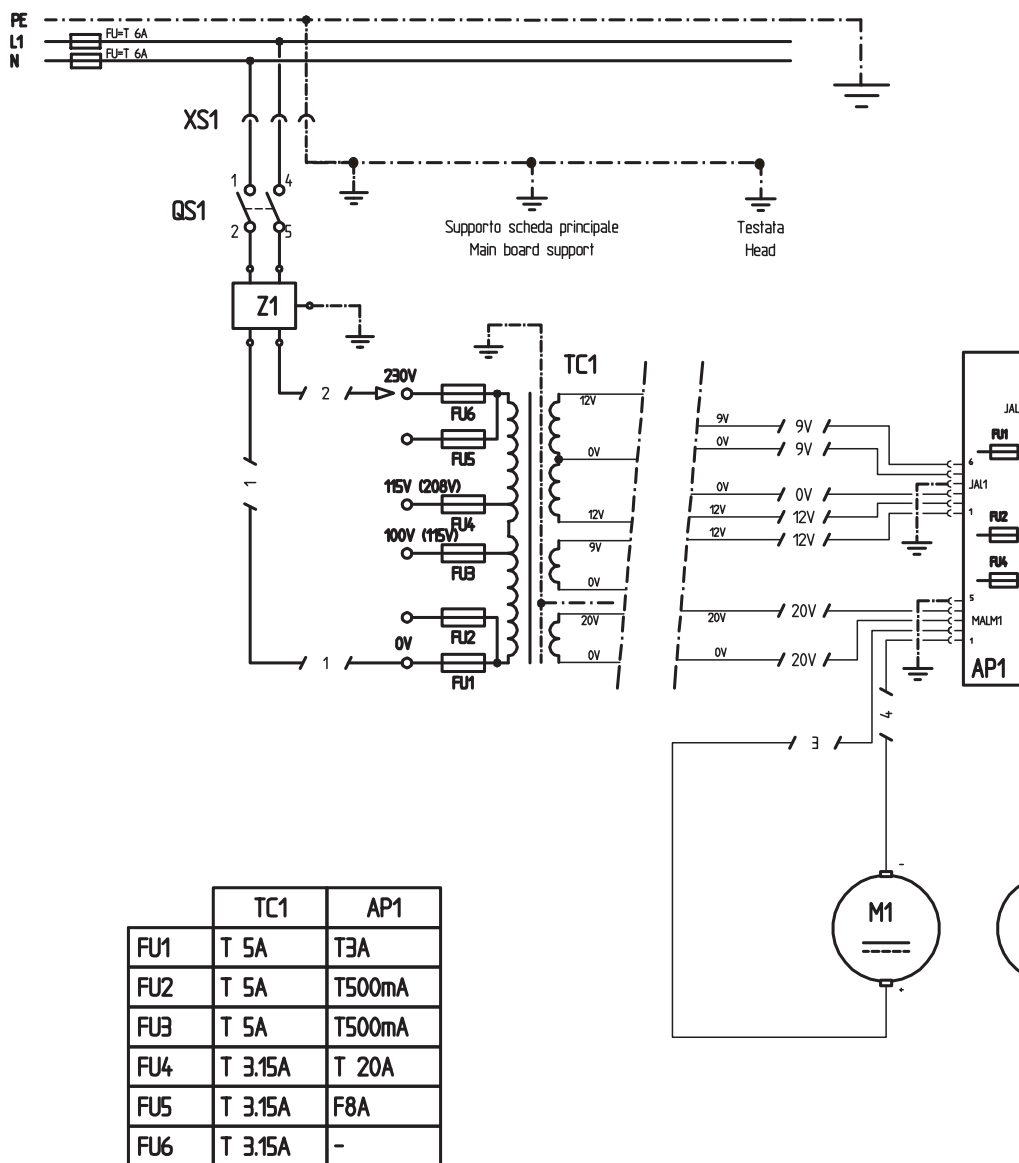 PE
L1 FU=T 6A
N FU=T 6A
XS1
1 4
QS1
2 5
Supporto scheda principale
Main board support
Testata
Head
Z1
TC1
2
230V
FU6
FU5
115V (208V)
FU4
100V (115V)
FU3
FU2
0V
FU1
1
1
12V
0V
12V
9V
0V
20V
0V
9V 9V
0V 9V
0V 0V
12V 12V
12V 12V
20V 20V
0V 20V
JAL
FU1
6
JAL1
1
FU2
FU4
5
MALM1
1
AP1
4
3
-
M1
+
TC1 AP1
FU1 T 5A T3A
FU2 T 5A T500mA
FU3 T 5A T500mA
FU4 T 3.15A T 20A
FU5 T 3.15A F8A
FU6 T 3.15A -